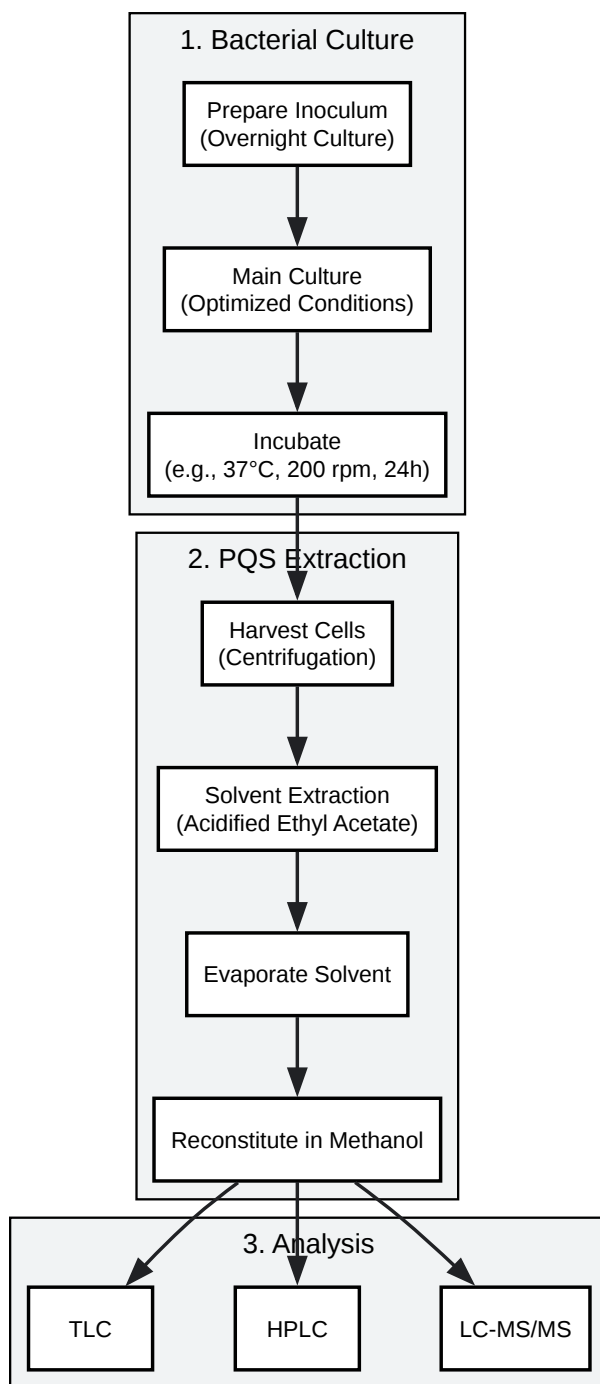 1. Bacterial Culture
Prepare Inoculum
(Overnight Culture)
Main Culture
(Optimized Conditions)
Incubate
(e.g., 37°C, 200 rpm, 24h)
2. PQS Extraction
Harvest Cells
(Centrifugation)
Solvent Extraction
(Acidified Ethyl Acetate)
Evaporate Solvent
Reconstitute in Methanol
3. Analysis
TLC
HPLC
LC-MS/MS